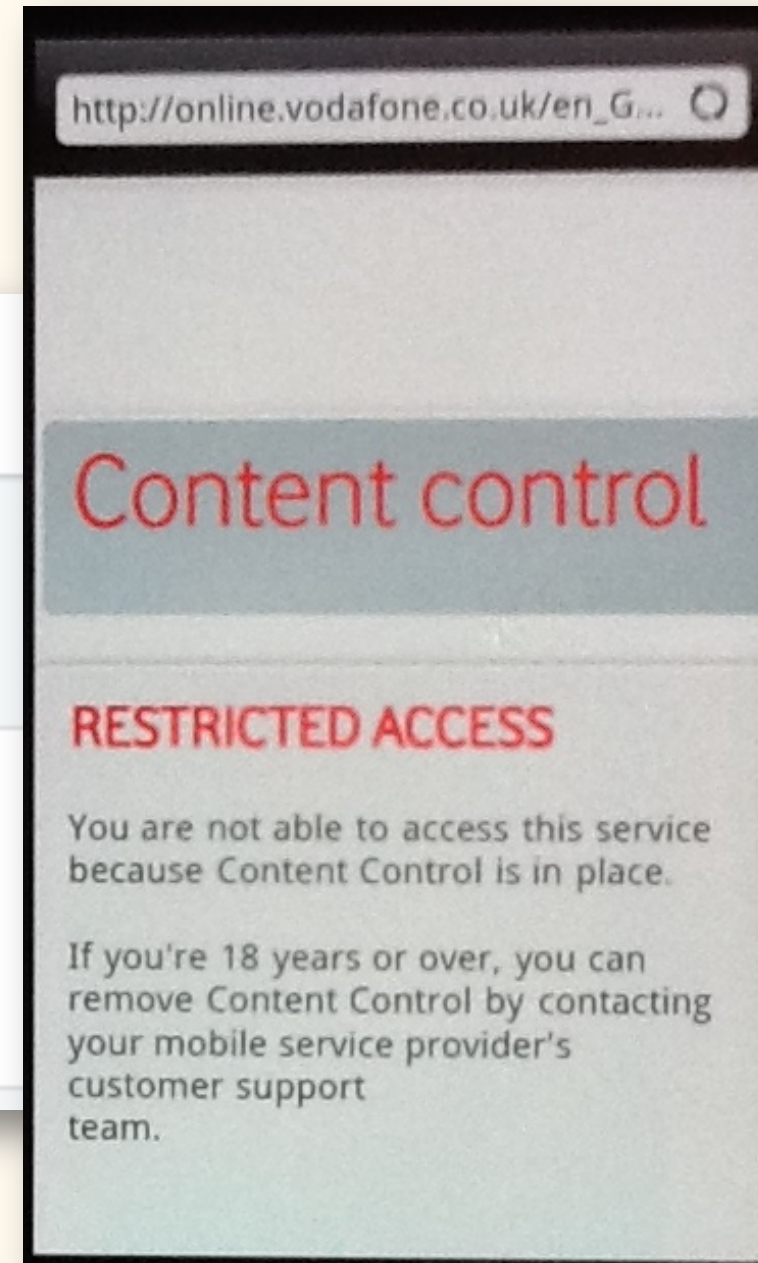 http://online.vodafone.co.uk/en_G...
Content control
RESTRICTED ACCESS
You are not able to access this service
because Content Control is in place.
If you're 18 years or over, you can
remove Content Control by contacting
your mobile service provider's
customer support
team.